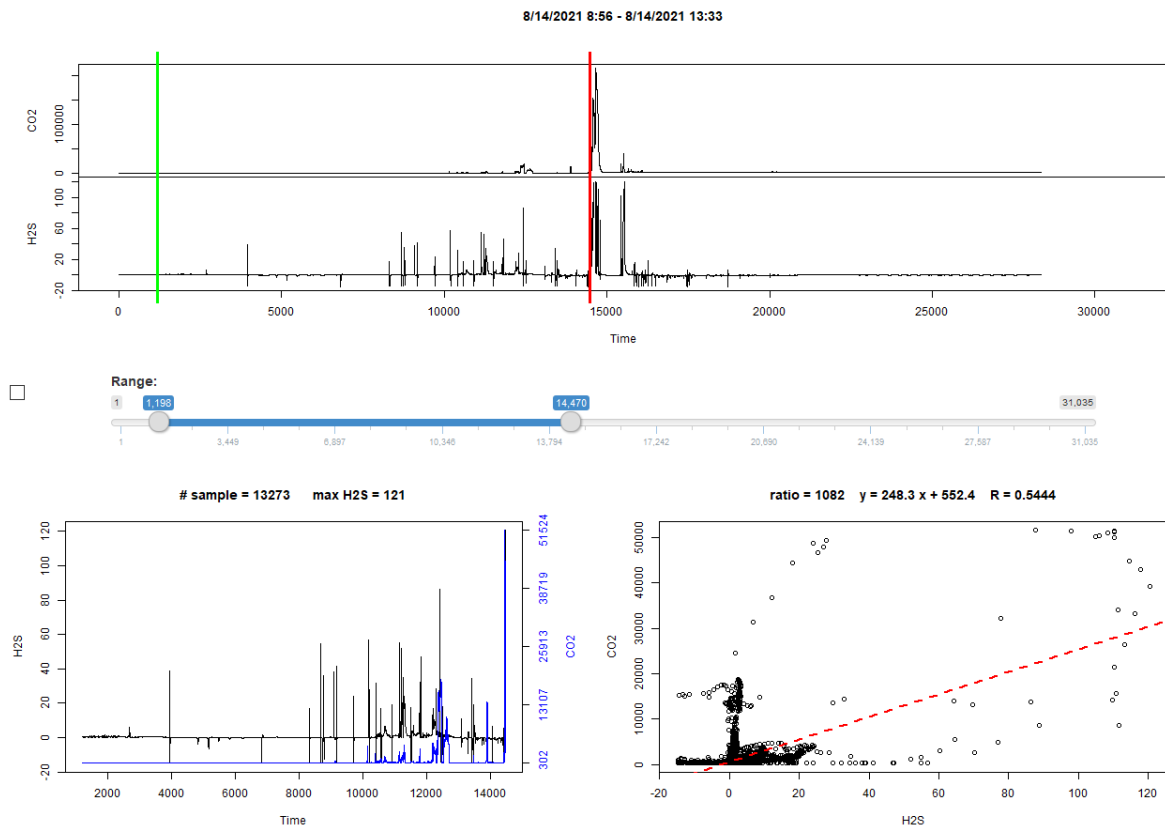 8/14/2021 8:56 - 8/14/2021 13:33
CO2
0 100000
H2S
-20 20 60 100
0 5000 10000 15000 20000 25000 30000
Time
Range:
1 1,198 14,470 31,035
1 3,449 6,897 10,346 13,794 17,242 20,690 24,139 27,587 31,035
# sample = 13273 max H2S = 121
H2S
-20 0 20 40 60 80 100 120
302 13107 25913 38719 51524
CO2
2000 4000 6000 8000 10000 12000 14000
Time
ratio = 1082 y = 248.3 x + 552.4 R = 0.5444
CO2
0 10000 20000 30000 40000 50000
-20 0 20 40 60 80 100 120
H2S